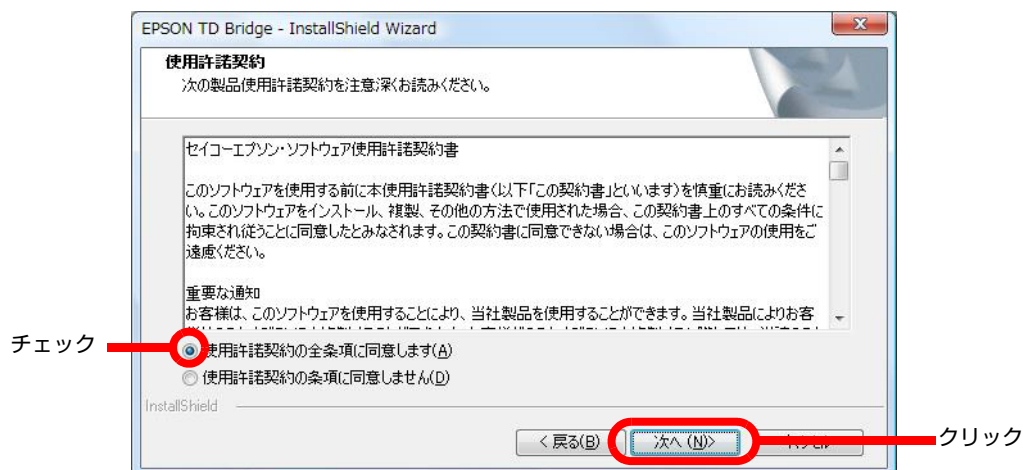 EPSON TD Bridge - InstallShield Wizard
使用許諾契約
次の製品使用許諾契約を注意深くお読みください。
セイコーエプソン・ソフトウェア使用許諾契約書
このソフトウェアを使用する前に本使用許諾契約書（以下「この契約書」といいます）を慎重にお読みくださ
い。このソフトウェアをインストール、複製、その他の方法で使用された場合、この契約書上のすべての条件に
拘束され従うことに同意したとみなされます。この契約書に同意できない場合は、このソフトウェアの使用をご
遠慮ください。
重要な通知
お客様は、このソフトウェアを使用することにより、当社製品を使用することができます。当社製品によりお客
チェック
使用許諾契約の全条項に同意します(A)
使用許諾契約の条項に同意しません(D)
InstallShield
< 戻る(B)
次へ (N)>
クリック